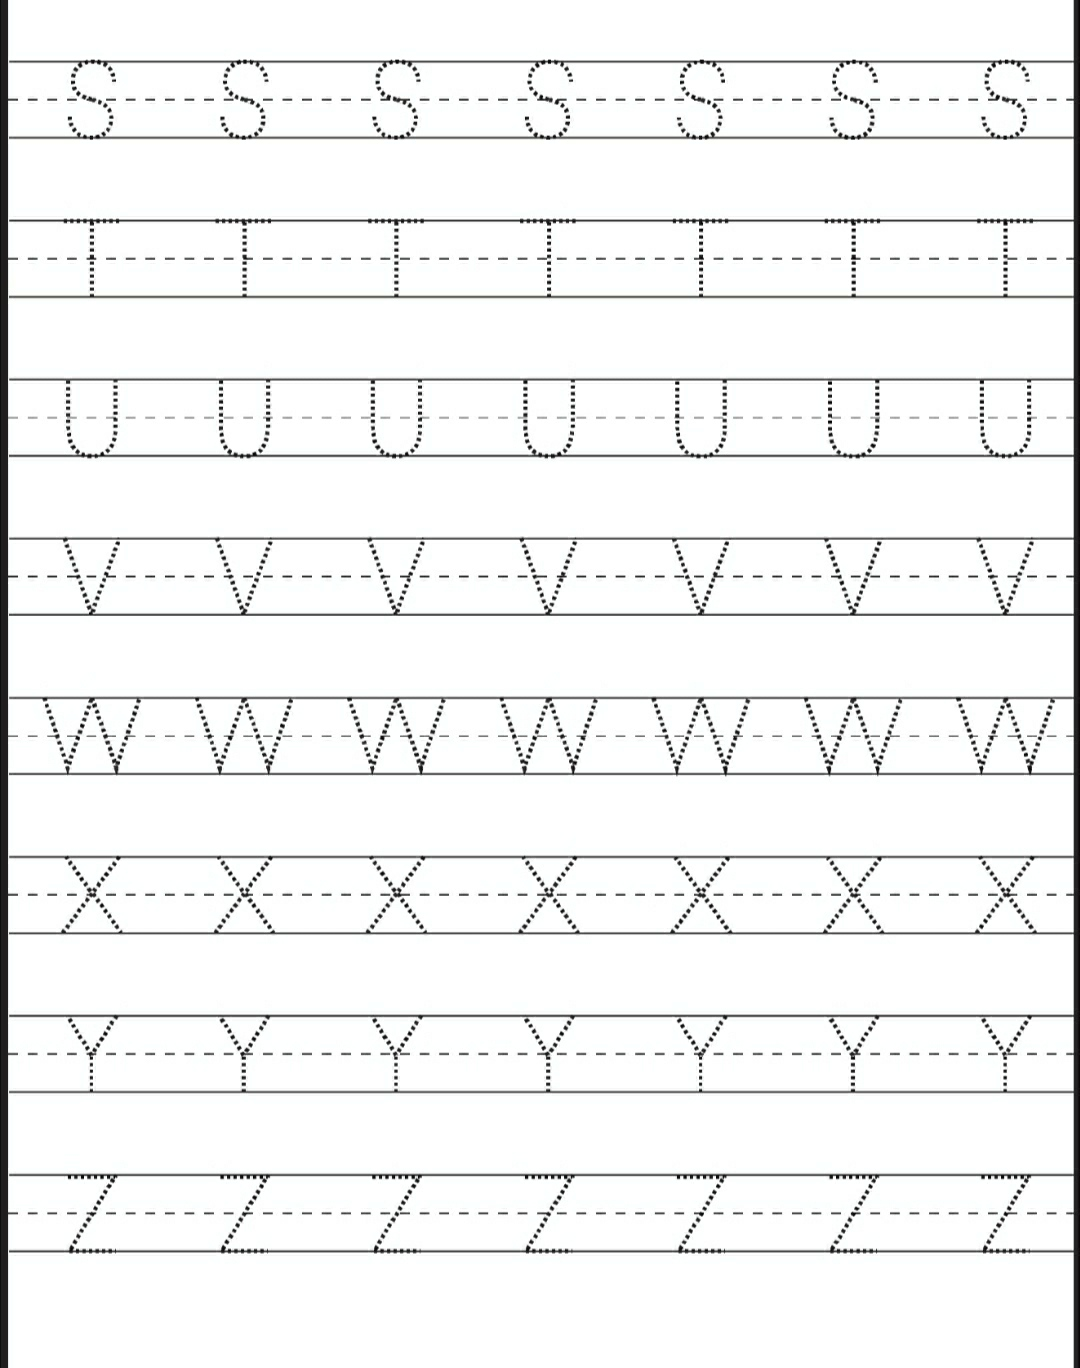 S S S S S S S
T T T T T T T
U U U U U U U
V V V V V V V
W W W W W W W
X X X X X X X
Y Y Y Y Y Y Y
Z Z Z Z Z Z Z